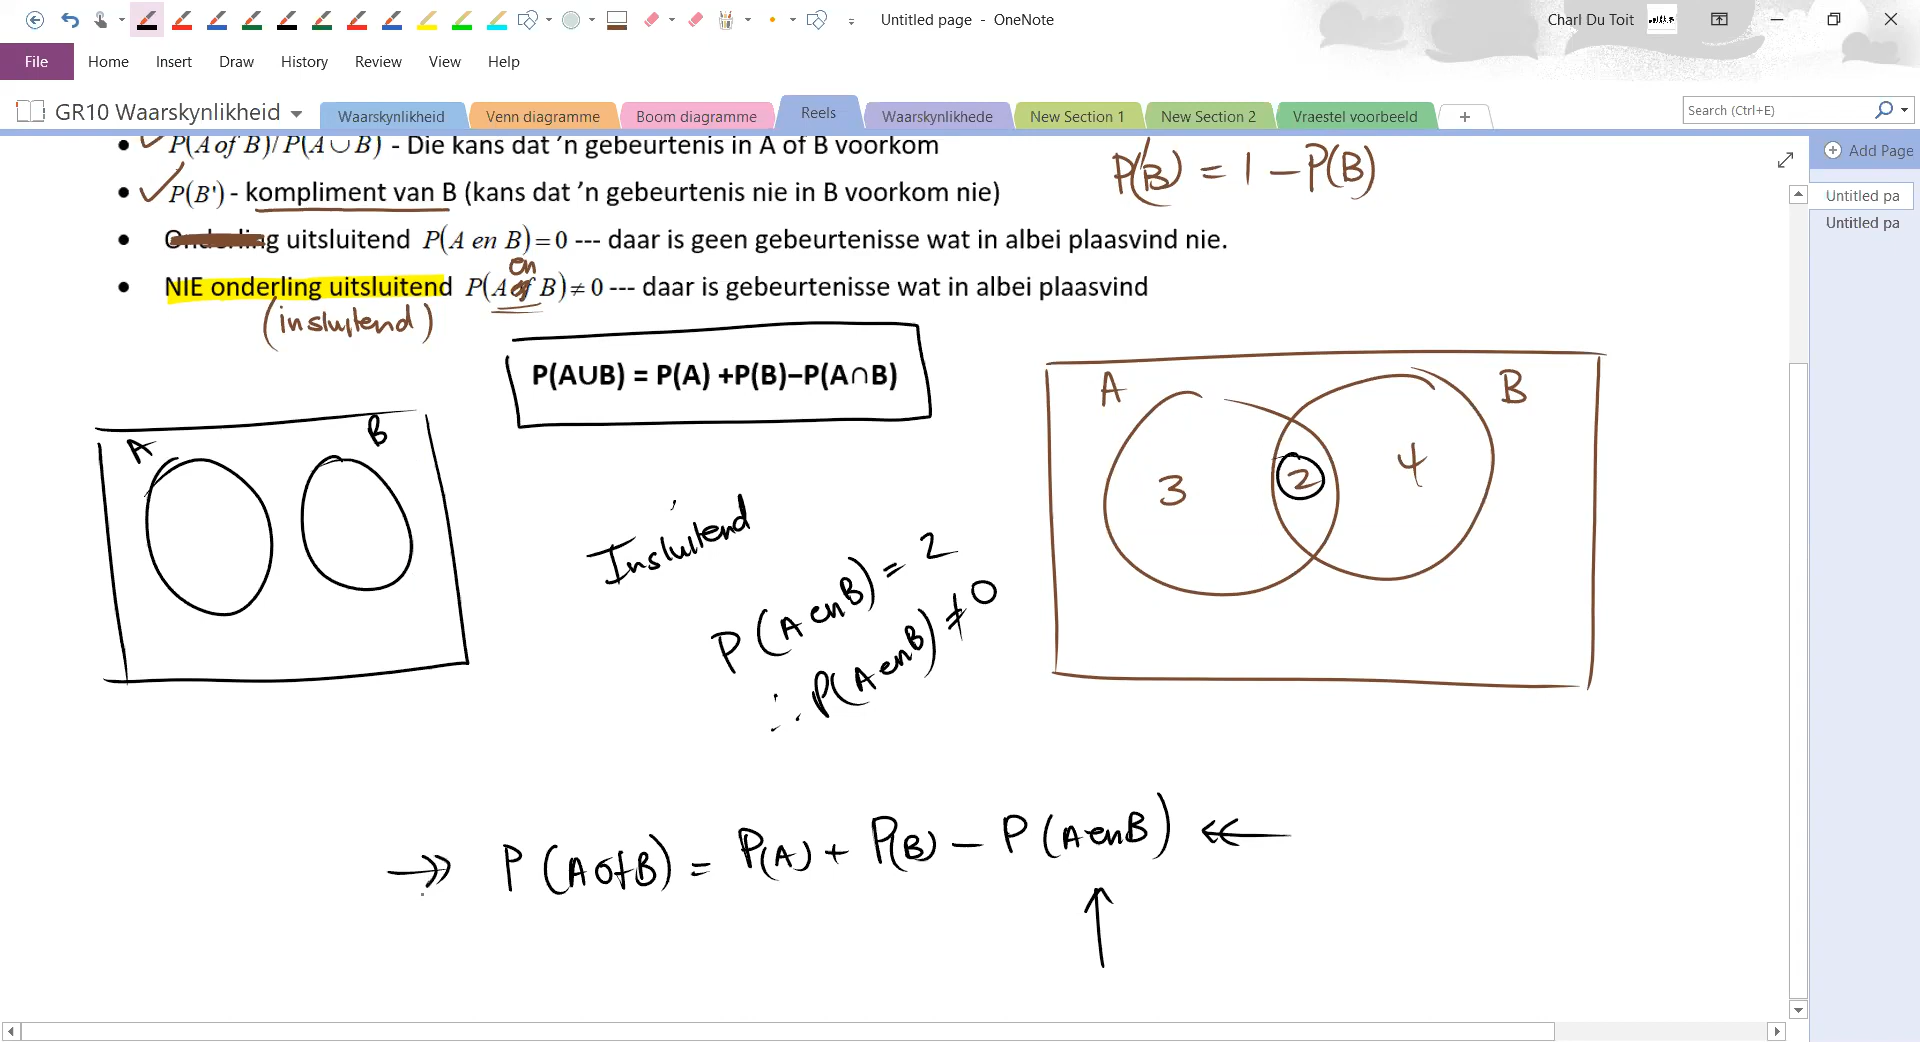 Untitled page - OneNote
Charl Du Toit
File Home Insert Draw History Review View Help
GR10 Waarskynlikheid
Waarskynlikheid Venn diagramme Boom diagramme Reels Waarskynlikhede New Section 1 New Section 2 Vraestel voorbeeld +
Search (Ctrl+E)
Add Page
Untitled pa
Untitled pa
• P(A of B)/P(A ∪ B) - Die kans dat 'n gebeurtenis in A of B voorkom
P(B') = 1 - P(B)
• P(B') - kompliment van B (kans dat 'n gebeurtenis nie in B voorkom nie)
• Onderling uitsluitend P(A en B) = 0 --- daar is geen gebeurtenisse wat in albei plaasvind nie.
en
• NIE onderling uitsluitend P(A of B) ≠ 0 --- daar is gebeurtenisse wat in albei plaasvind
(insluitend)
P(A∪B) = P(A) +P(B)−P(A∩B)
A B
A B
3 2 4
Insluitend
P(A en B) = 2
∴ P(A en B) ≠ 0
P(A of B) = P(A) + P(B) - P(A en B)